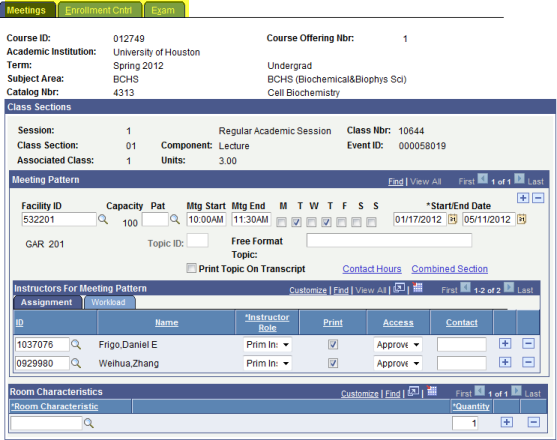 Meetings Enrollment Cntrl Exam
Course ID: 012749 Course Offering Nbr: 1
Academic Institution: University of Houston
Term: Spring 2012 Undergrad
Subject Area: BCHS BCHS (Biochemical&Biophys Sci)
Catalog Nbr: 4313 Cell Biochemistry
Class Sections
Session: 1 Regular Academic Session Class Nbr: 10644
Class Section: 01 Component: Lecture Event ID: 000058019
Associated Class: 1 Units: 3.00
Meeting Pattern Find | View All First 1 of 1 Last
Facility ID Capacity Pat Mtg Start Mtg End M T W T F S S *Start/End Date
532201 100 10:00AM 11:30AM 01/17/2012 05/11/2012
GAR 201 Topic ID: Free Format
Topic:
Print Topic On Transcript Contact Hours Combined Section
Instructors For Meeting Pattern Customize | Find | View All | First 1-2 of 2 Last
Assignment Workload
ID Name *Instructor Role Print Access Contact
1037076 Frigo,Daniel E Prim In: Approve
0929980 Weihua,Zhang Prim In: Approve
Room Characteristics Customize | Find | First 1 of 1 Last
*Room Characteristic *Quantity
1